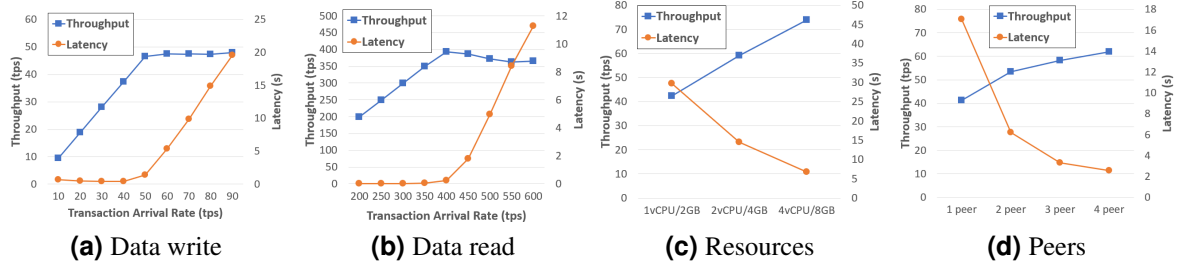 Throughput
Latency
Throughput (tps)
60
50
40
30
20
10
0
25
20
15
10
5
0
Latency (s)
10 20 30 40 50 60 70 80 90
Transaction Arrival Rate (tps)
(a) Data write
Throughput
Latency
Throughput (tps)
500
450
400
350
300
250
200
150
100
50
0
12
10
8
6
4
2
0
Latency (s)
200 250 300 350 400 450 500 550 600
Transaction Arrival Rate (tps)
(b) Data read
Throughput
Latency
Throughput (tps)
80
70
60
50
40
30
20
10
0
50
45
40
35
30
25
20
15
10
5
0
Latency (s)
1vCPU/2GB 2vCPU/4GB 4vCPU/8GB
(c) Resources
Throughput
Latency
Throughput (tps)
80
70
60
50
40
30
20
10
0
18
16
14
12
10
8
6
4
2
0
Latency (s)
1 peer 2 peer 3 peer 4 peer
(d) Peers